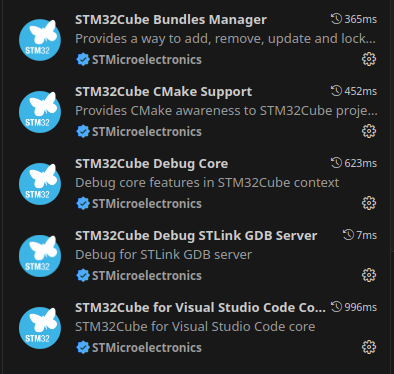 STM32Cube Bundles Manager 365ms
Provides a way to add, remove, update and lock...
STMicroelectronics
STM32
STM32Cube CMake Support 452ms
Provides CMake awareness to STM32Cube proje...
STMicroelectronics
STM32
STM32Cube Debug Core 623ms
Debug core features in STM32Cube context
STMicroelectronics
STM32
STM32Cube Debug STLink GDB Server 7ms
Debug for STLink GDB server
STMicroelectronics
STM32
STM32Cube for Visual Studio Code Co... 996ms
STM32Cube for Visual Studio Code core
STMicroelectronics
STM32